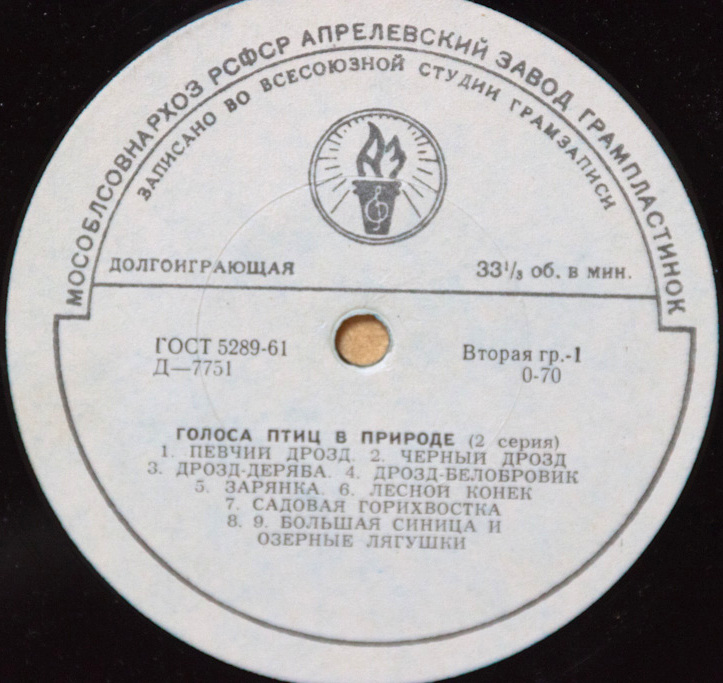 МОСОБЛСОВНАРХОЗ РСФСР АПРЕЛЕВСКИЙ ЗАВОД ГРАМПЛАСТИНОК
ЗАПИСАНО ВО ВСЕСОЮЗНОЙ СТУДИИ ГРАМЗАПИСИ
АЗ
ДОЛГОИГРАЮЩАЯ 33⅓ об. в мин.
ГОСТ 5289-61 Вторая гр.-1
Д—7751 0-70
ГОЛОСА ПТИЦ В ПРИРОДЕ (2 серия)
1. ПЕВЧИЙ ДРОЗД. 2. ЧЕРНЫЙ ДРОЗД
3. ДРОЗД-ДЕРЯБА. 4. ДРОЗД-БЕЛОБРОВИК
5. ЗАРЯНКА. 6. ЛЕСНОЙ КОНЕК
7. САДОВАЯ ГОРИХВОСТКА
8. 9. БОЛЬШАЯ СИНИЦА И
ОЗЕРНЫЕ ЛЯГУШКИ